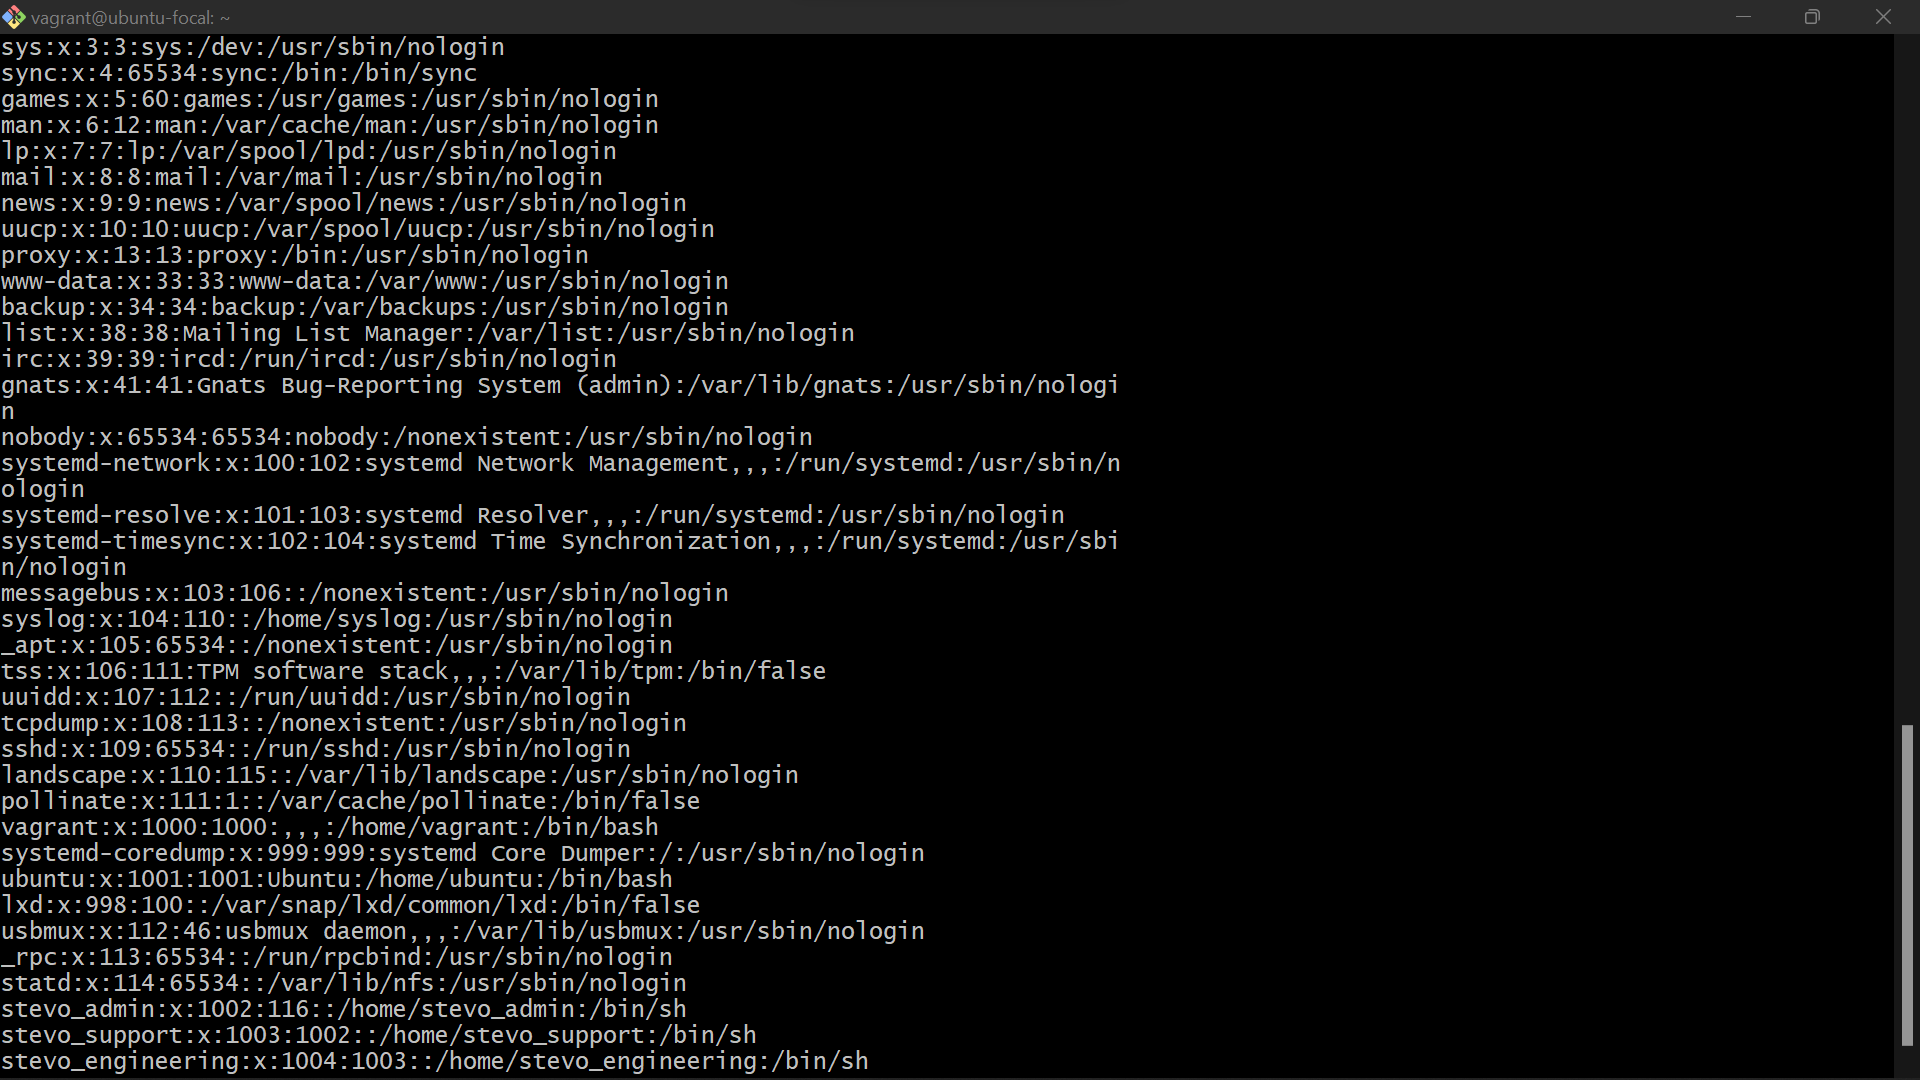 vagrant@ubuntu-focal: ~
sys:x:3:3:sys:/dev:/usr/sbin/nologin
sync:x:4:65534:sync:/bin:/bin/sync
games:x:5:60:games:/usr/games:/usr/sbin/nologin
man:x:6:12:man:/var/cache/man:/usr/sbin/nologin
lp:x:7:7:lp:/var/spool/lpd:/usr/sbin/nologin
mail:x:8:8:mail:/var/mail:/usr/sbin/nologin
news:x:9:9:news:/var/spool/news:/usr/sbin/nologin
uucp:x:10:10:uucp:/var/spool/uucp:/usr/sbin/nologin
proxy:x:13:13:proxy:/bin:/usr/sbin/nologin
www-data:x:33:33:www-data:/var/www:/usr/sbin/nologin
backup:x:34:34:backup:/var/backups:/usr/sbin/nologin
list:x:38:38:Mailing List Manager:/var/list:/usr/sbin/nologin
irc:x:39:39:ircd:/run/ircd:/usr/sbin/nologin
gnats:x:41:41:Gnats Bug-Reporting System (admin):/var/lib/gnats:/usr/sbin/nologi
n
nobody:x:65534:65534:nobody:/nonexistent:/usr/sbin/nologin
systemd-network:x:100:102:systemd Network Management,,,:/run/systemd:/usr/sbin/n
ologin
systemd-resolve:x:101:103:systemd Resolver,,,:/run/systemd:/usr/sbin/nologin
systemd-timesync:x:102:104:systemd Time Synchronization,,,:/run/systemd:/usr/sbi
n/nologin
messagebus:x:103:106::/nonexistent:/usr/sbin/nologin
syslog:x:104:110::/home/syslog:/usr/sbin/nologin
_apt:x:105:65534::/nonexistent:/usr/sbin/nologin
tss:x:106:111:TPM software stack,,,:/var/lib/tpm:/bin/false
uuidd:x:107:112::/run/uuidd:/usr/sbin/nologin
tcpdump:x:108:113::/nonexistent:/usr/sbin/nologin
sshd:x:109:65534::/run/sshd:/usr/sbin/nologin
landscape:x:110:115::/var/lib/landscape:/usr/sbin/nologin
pollinate:x:111:1::/var/cache/pollinate:/bin/false
vagrant:x:1000:1000:,,,:/home/vagrant:/bin/bash
systemd-coredump:x:999:999:systemd Core Dumper:/:/usr/sbin/nologin
ubuntu:x:1001:1001:Ubuntu:/home/ubuntu:/bin/bash
lxd:x:998:100::/var/snap/lxd/common/lxd:/bin/false
usbmux:x:112:46:usbmux daemon,,,:/var/lib/usbmux:/usr/sbin/nologin
_rpc:x:113:65534::/run/rpcbind:/usr/sbin/nologin
statd:x:114:65534::/var/lib/nfs:/usr/sbin/nologin
stevo_admin:x:1002:116::/home/stevo_admin:/bin/sh
stevo_support:x:1003:1002::/home/stevo_support:/bin/sh
stevo_engineering:x:1004:1003::/home/stevo_engineering:/bin/sh